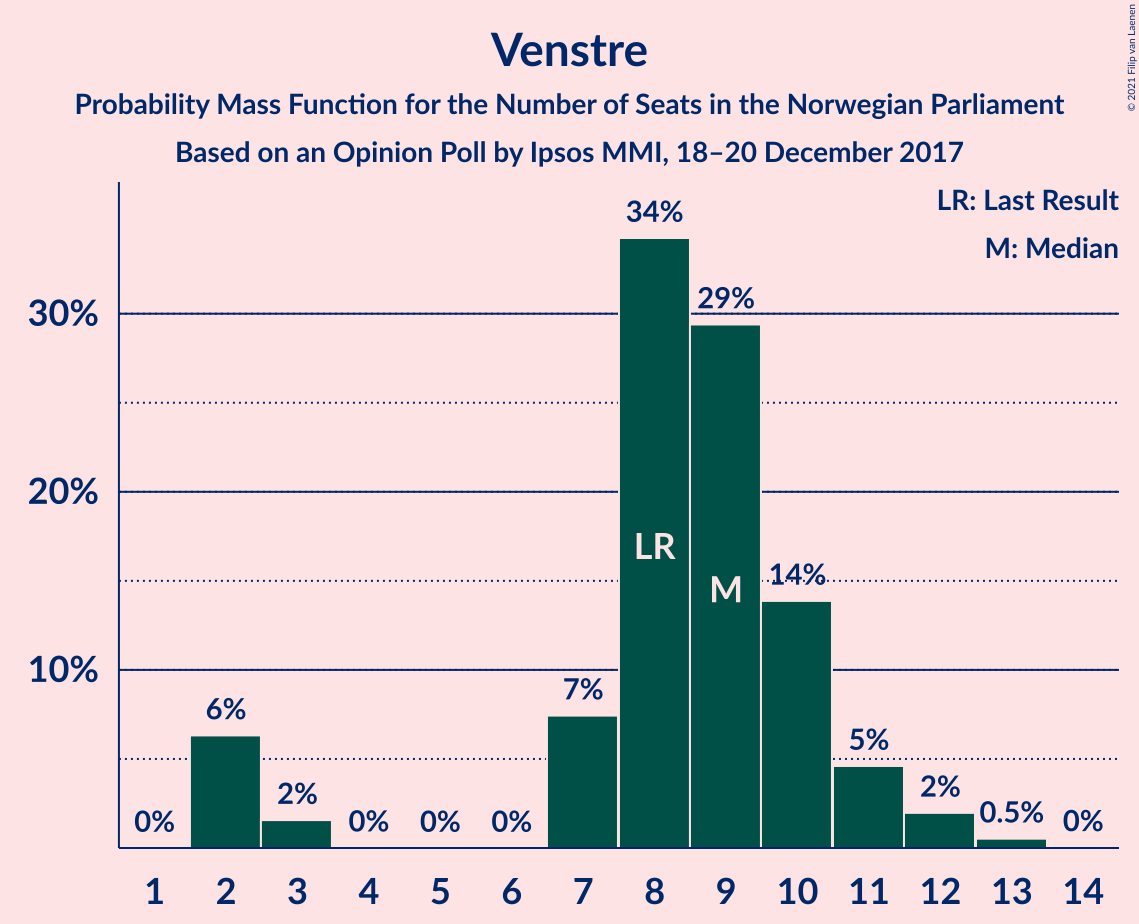 Venstre
Probability Mass Function for the Number of Seats in the Norwegian Parliament
Based on an Opinion Poll by Ipsos MMI, 18–20 December 2017
© 2021 Filip van Laenen
LR: Last Result
M: Median
34%
29%
30%
20%
LR
M
14%
10%
7%
6%
5%
2%
2%
0.5%
0%
0%
0%
0%
0%
1 2 3 4 5 6 7 8 9 10 11 12 13 14